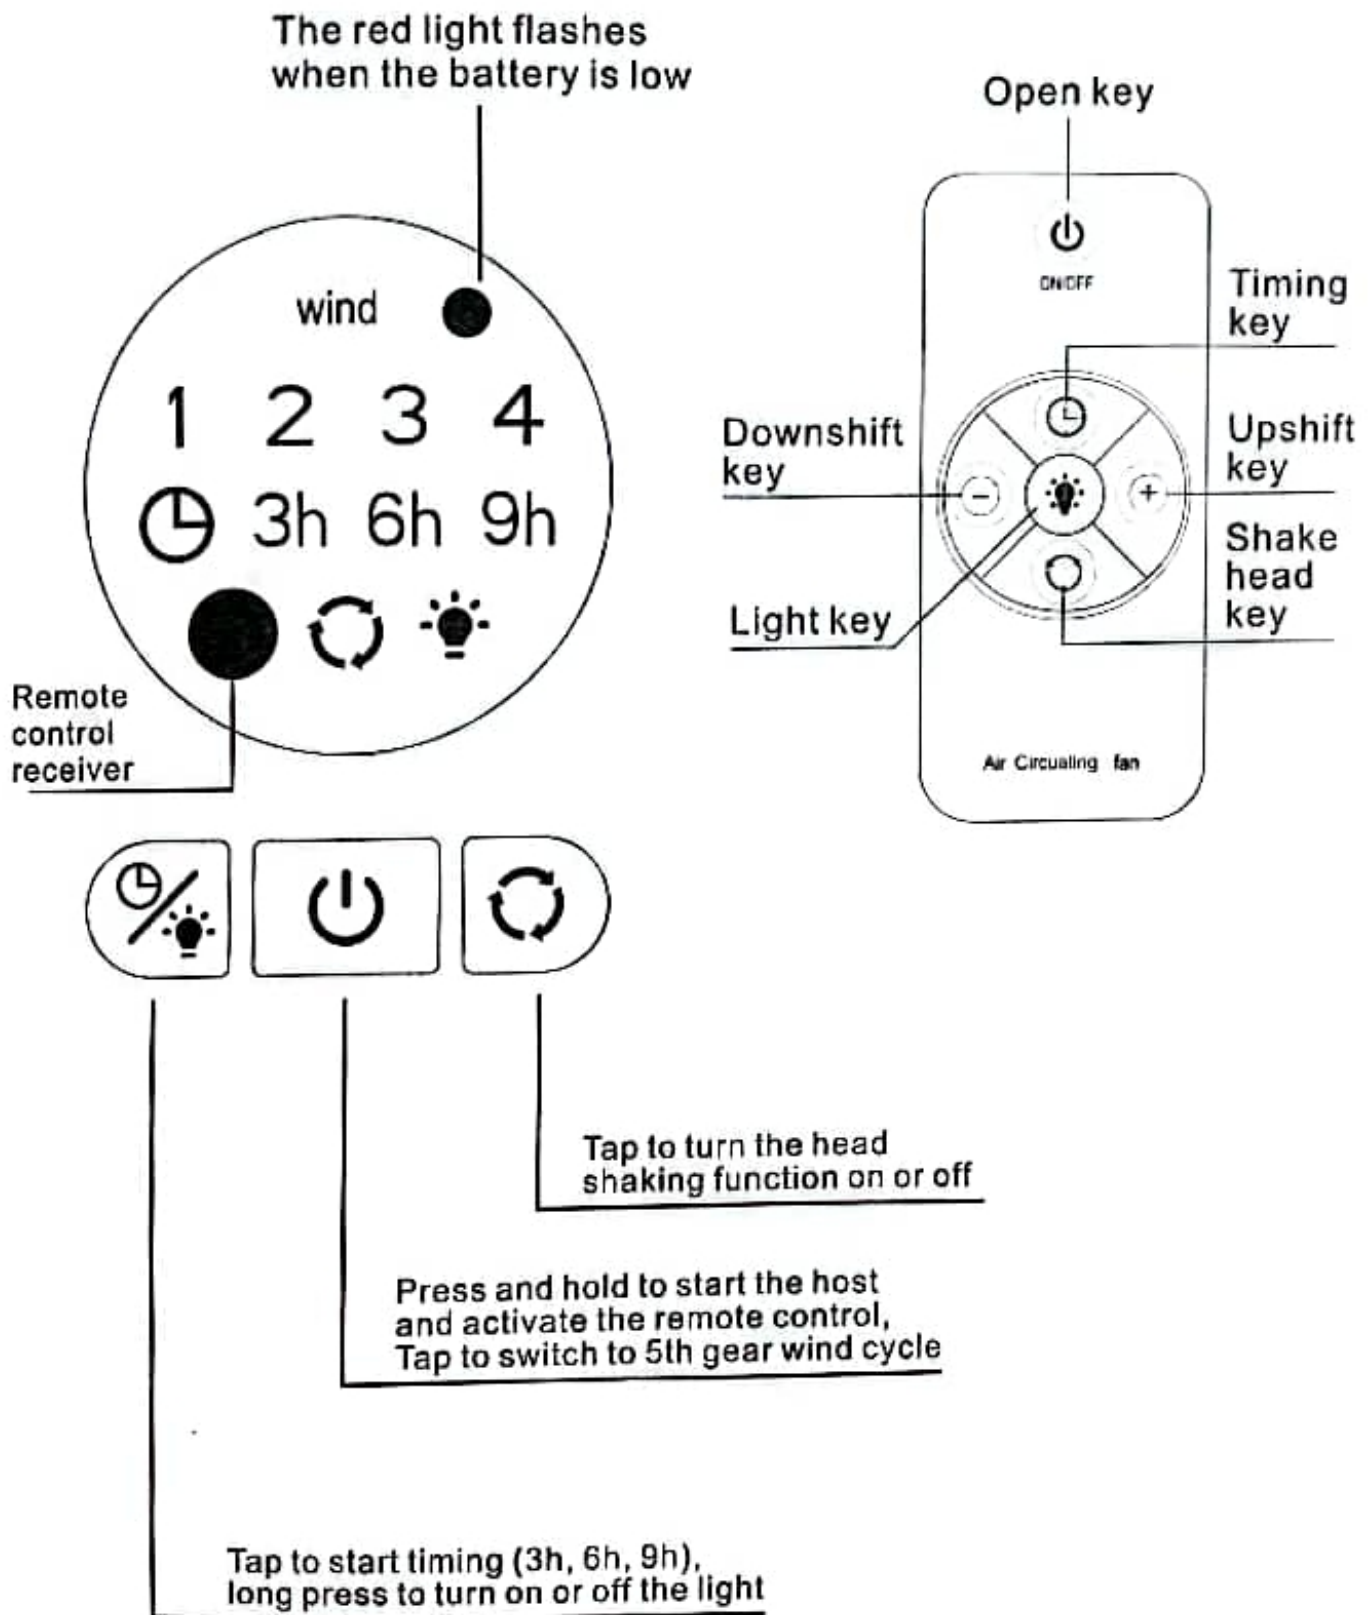 The red light flashes
when the battery is low
wind
1 2 3 4
3h 6h 9h
Remote
control
receiver
Open key
ON/OFF
Timing
key
Downshift
key
Upshift
key
Shake
head
key
Light key
Air Circualing fan
Tap to turn the head
shaking function on or off
Press and hold to start the host
and activate the remote control,
Tap to switch to 5th gear wind cycle
Tap to start timing (3h, 6h, 9h),
long press to turn on or off the light